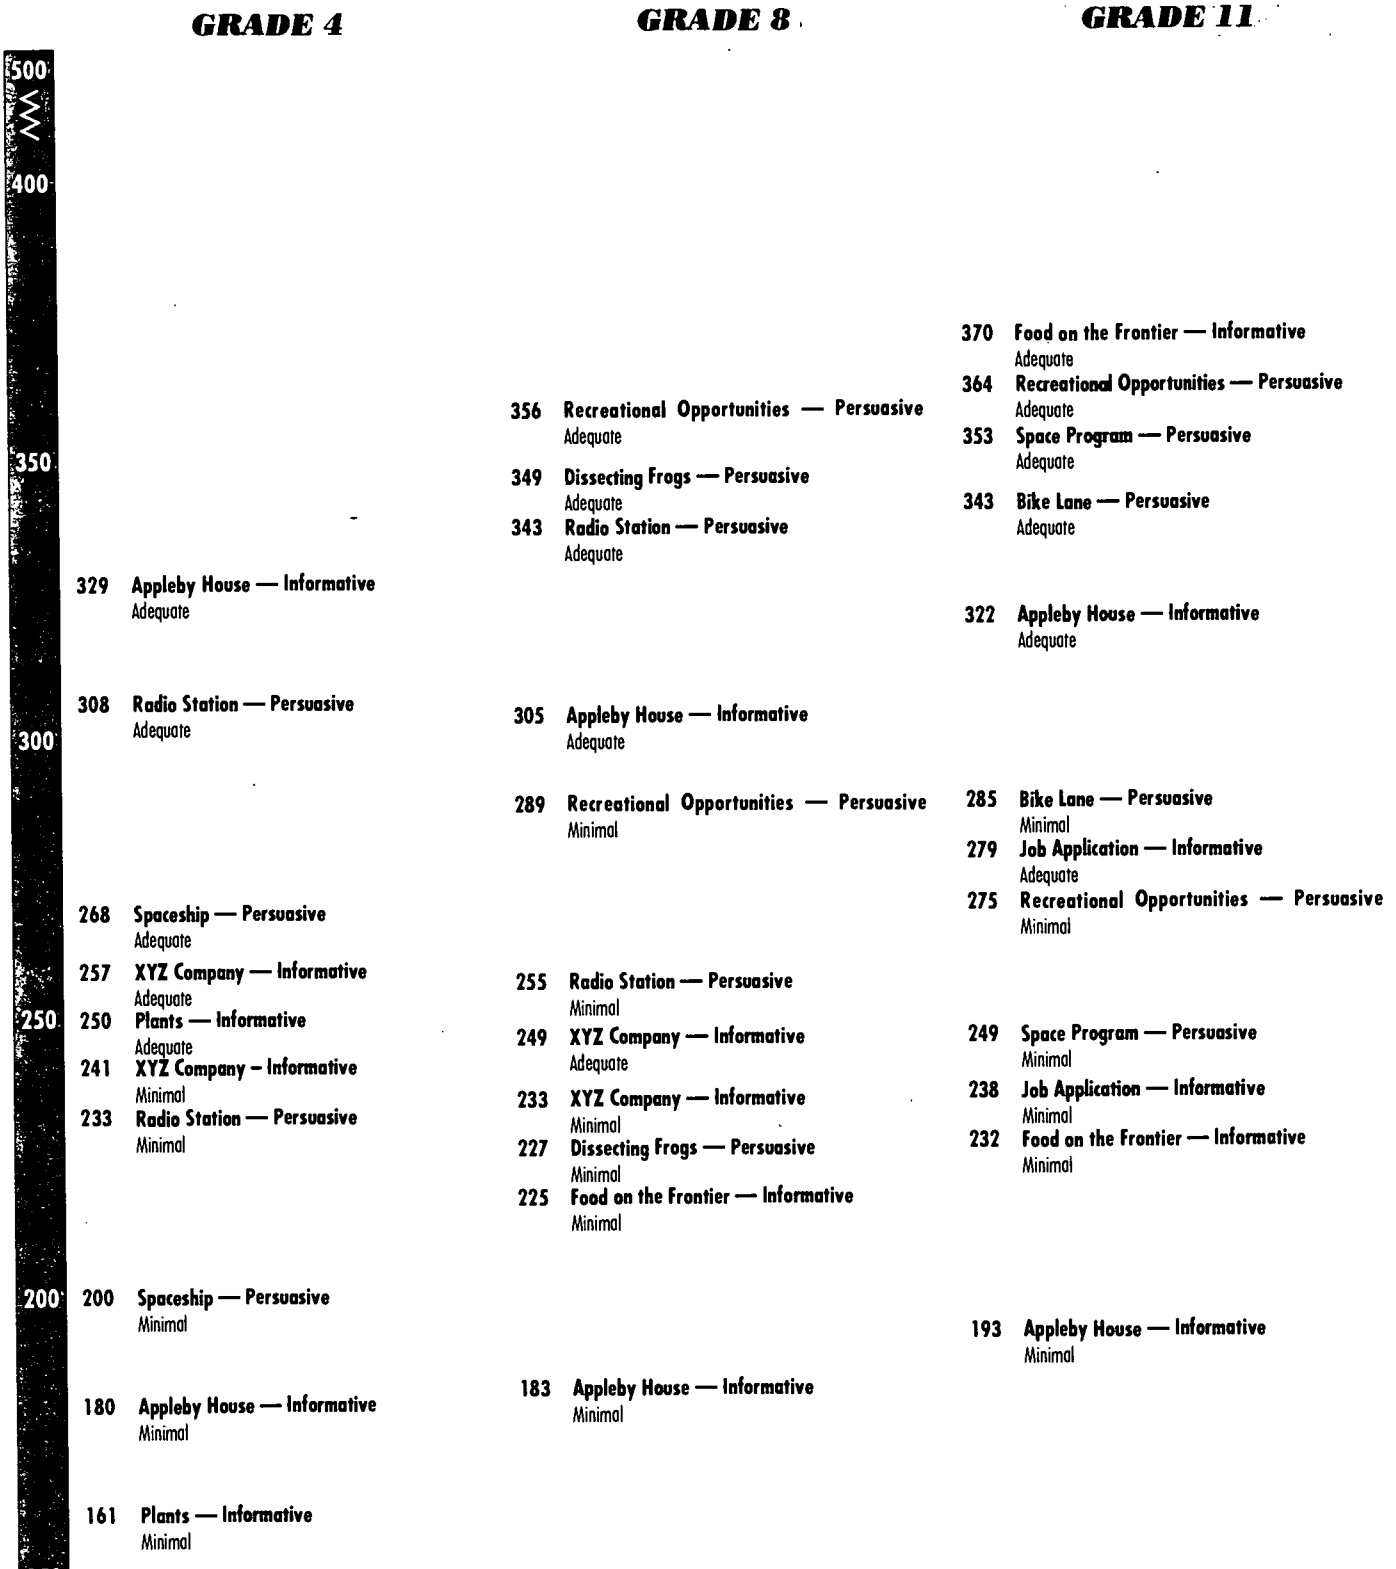 GRADE 4
GRADE 8
GRADE 11
500
400
350
300
250
200
329 Appleby House — Informative
Adequate
308 Radio Station — Persuasive
Adequate
268 Spaceship — Persuasive
Adequate
257 XYZ Company — Informative
Adequate
250 Plants — Informative
Adequate
241 XYZ Company – Informative
Minimal
233 Radio Station — Persuasive
Minimal
200 Spaceship — Persuasive
Minimal
180 Appleby House — Informative
Minimal
161 Plants — Informative
Minimal
356 Recreational Opportunities — Persuasive
Adequate
349 Dissecting Frogs — Persuasive
Adequate
343 Radio Station — Persuasive
Adequate
305 Appleby House — Informative
Adequate
289 Recreational Opportunities — Persuasive
Minimal
255 Radio Station — Persuasive
Minimal
249 XYZ Company — Informative
Adequate
233 XYZ Company — Informative
Minimal
227 Dissecting Frogs — Persuasive
Minimal
225 Food on the Frontier — Informative
Minimal
183 Appleby House — Informative
Minimal
370 Food on the Frontier — Informative
Adequate
364 Recreational Opportunities — Persuasive
Adequate
353 Space Program — Persuasive
Adequate
343 Bike Lane — Persuasive
Adequate
322 Appleby House — Informative
Adequate
285 Bike Lane — Persuasive
Minimal
279 Job Application — Informative
Adequate
275 Recreational Opportunities — Persuasive
Minimal
249 Space Program — Persuasive
Minimal
238 Job Application — Informative
Minimal
232 Food on the Frontier — Informative
Minimal
193 Appleby House — Informative
Minimal